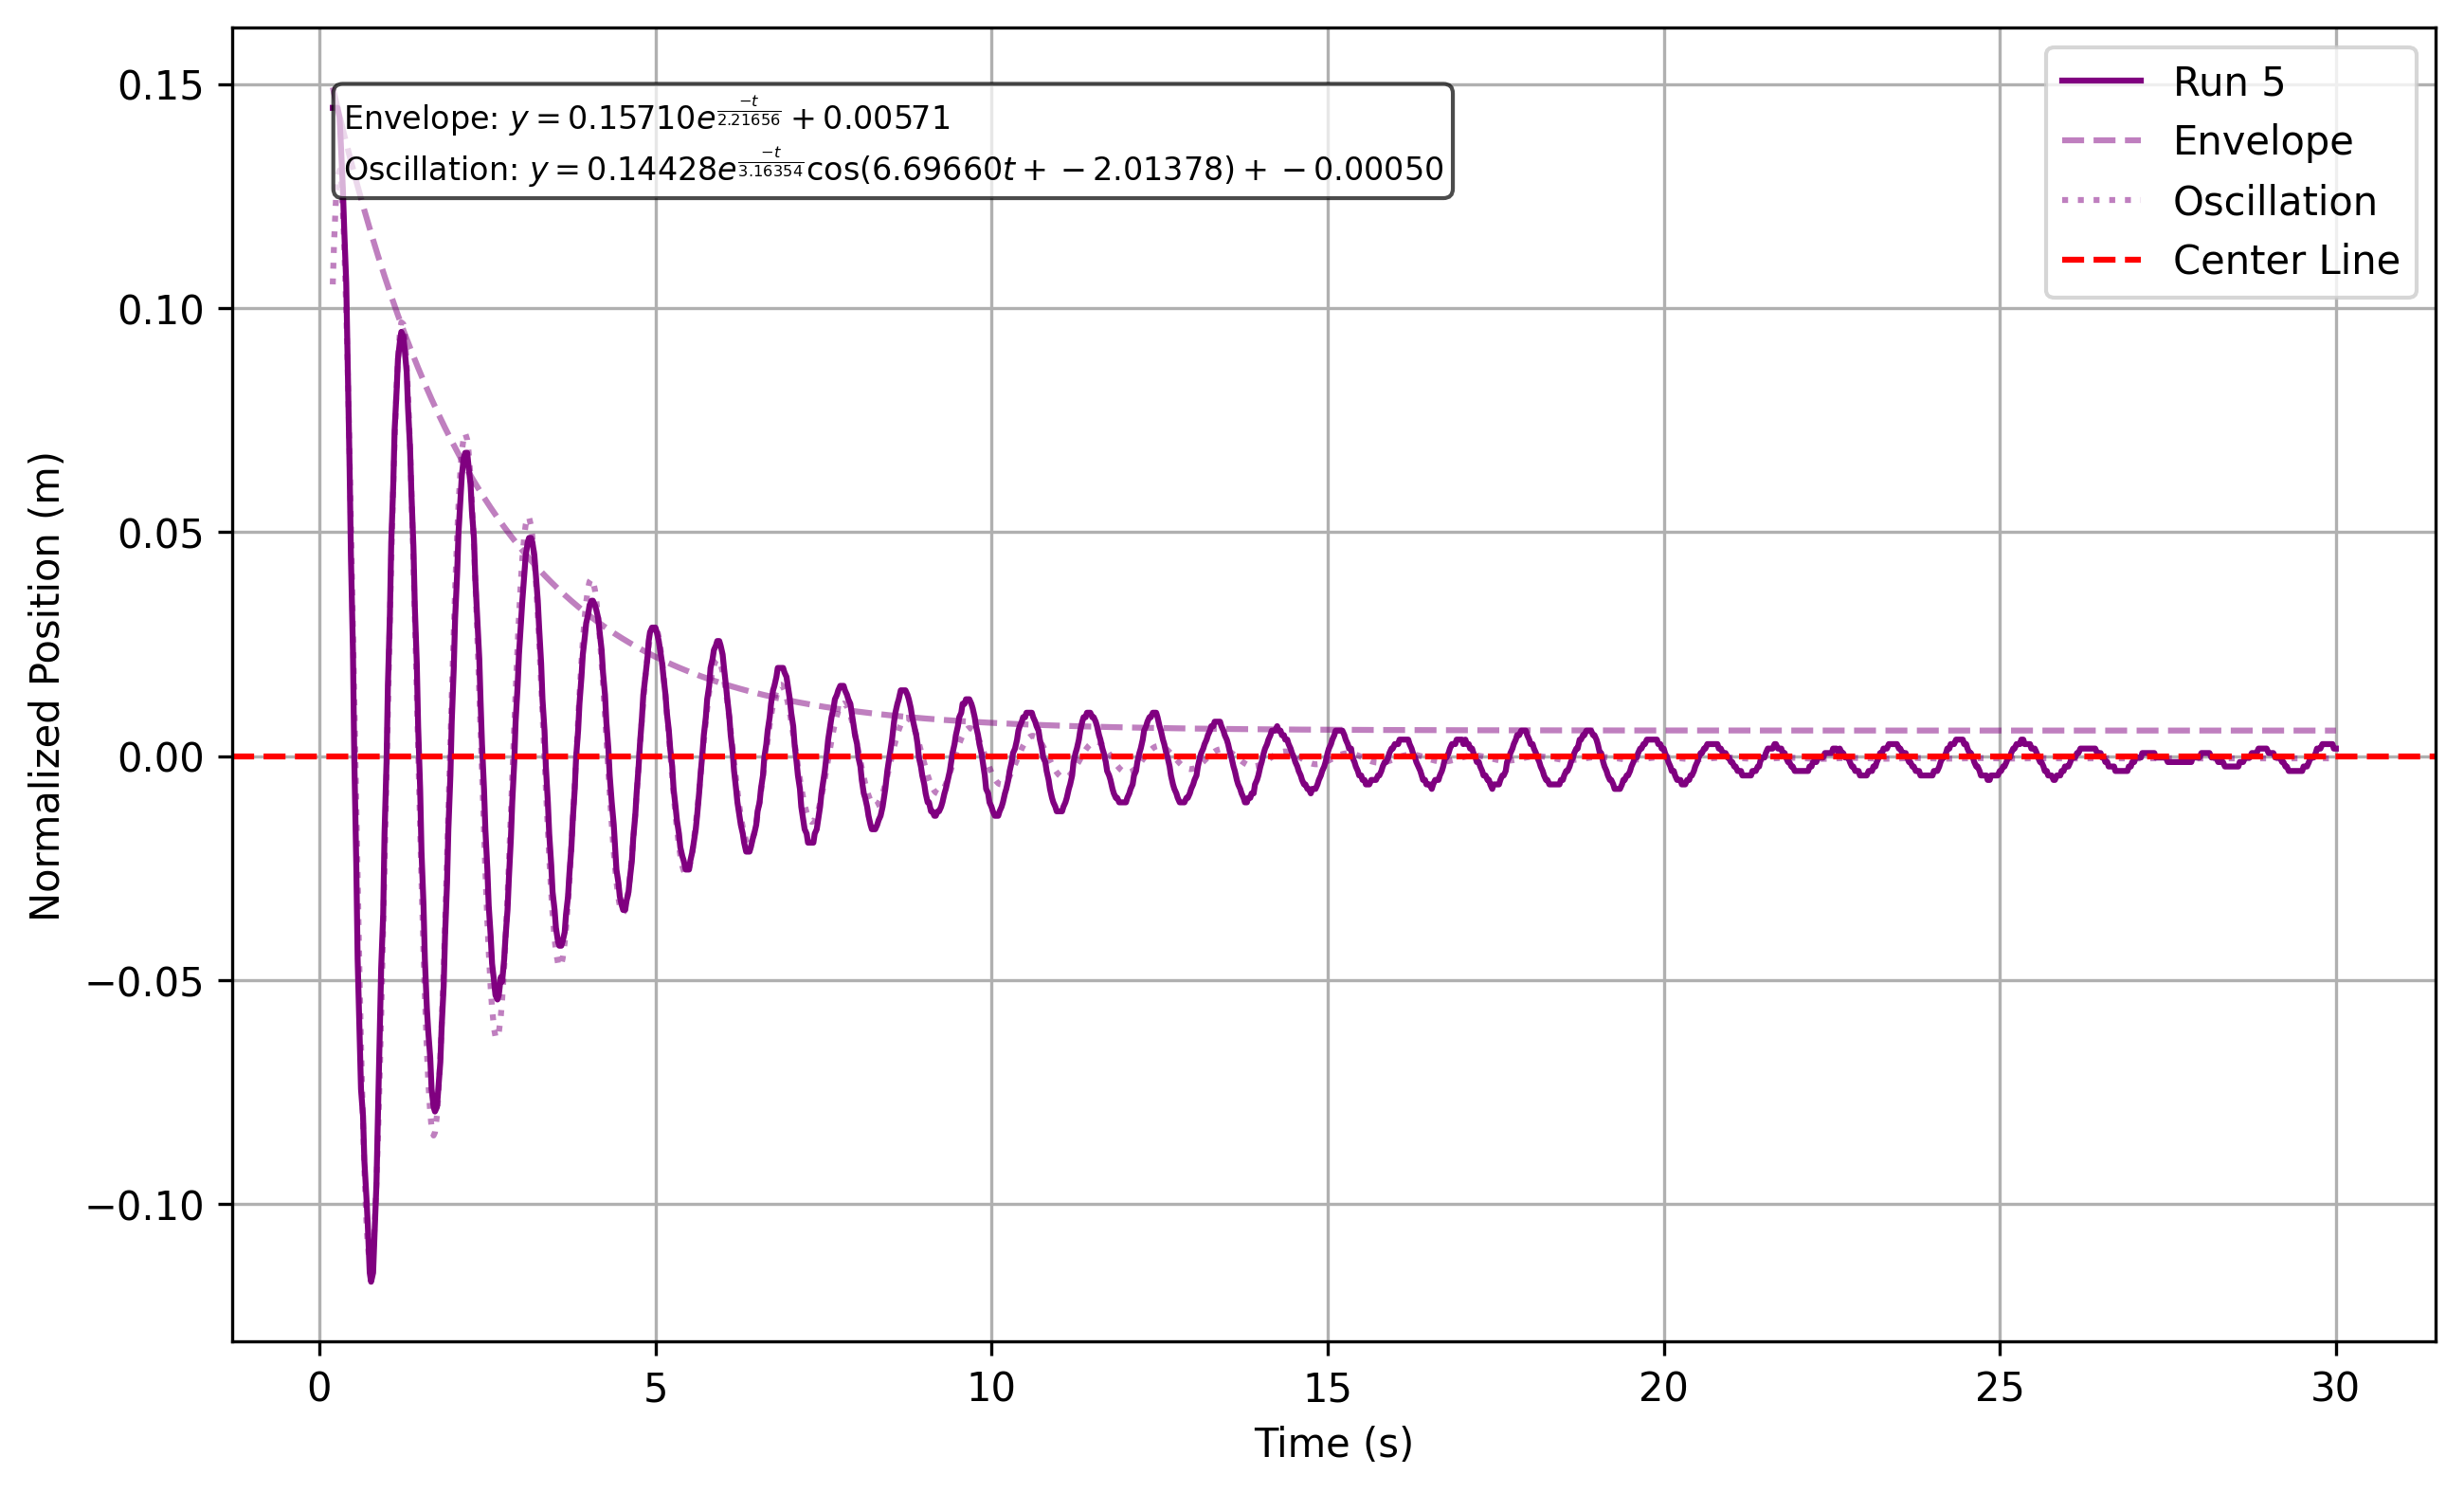 Envelope: y = 0.15710e^{\frac{-t}{2.21656}} + 0.00571
Oscillation: y = 0.14428e^{\frac{-t}{3.16354}}cos(6.69660t + −2.01378) + −0.00050
Run 5
Envelope
Oscillation
Center Line
0.15
0.10
0.05
0.00
−0.05
−0.10
Normalized Position (m)
0 5 10 15 20 25 30
Time (s)